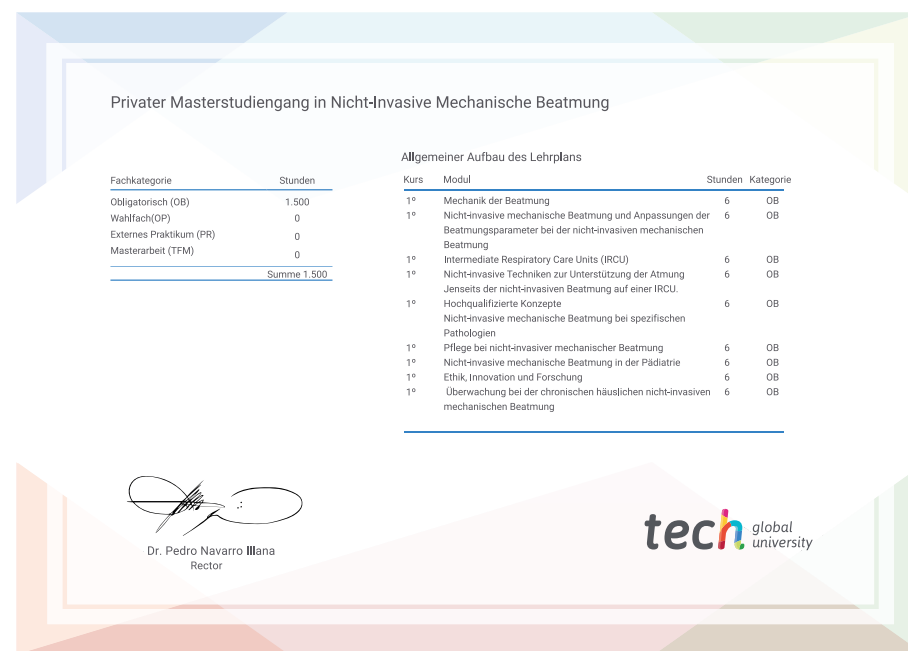 Privater Masterstudiengang in Nicht-Invasive Mechanische Beatmung
Fachkategorie Stunden
Obligatorisch (OB) 1.500
Wahlfach(OP) 0
Externes Praktikum (PR) 0
Masterarbeit (TFM) 0
Summe 1.500
Allgemeiner Aufbau des Lehrplans
Kurs Modul Stunden Kategorie
1º Mechanik der Beatmung 6 OB
1º Nicht-invasive mechanische Beatmung und Anpassungen der 6 OB
Beatmungsparameter bei der nicht-invasiven mechanischen
Beatmung
1º Intermediate Respiratory Care Units (IRCU) 6 OB
1º Nicht-invasive Techniken zur Unterstützung der Atmung 6 OB
Jenseits der nicht-invasiven Beatmung auf einer IRCU.
1º Hochqualifizierte Konzepte 6 OB
Nicht-invasive mechanische Beatmung bei spezifischen
Pathologien
1º Pflege bei nicht-invasiver mechanischer Beatmung 6 OB
1º Nicht-invasive mechanische Beatmung in der Pädiatrie 6 OB
1º Ethik, Innovation und Forschung 6 OB
1º Überwachung bei der chronischen häuslichen nicht-invasiven 6 OB
mechanischen Beatmung
Dr. Pedro Navarro Illana
Rector
tech global
university